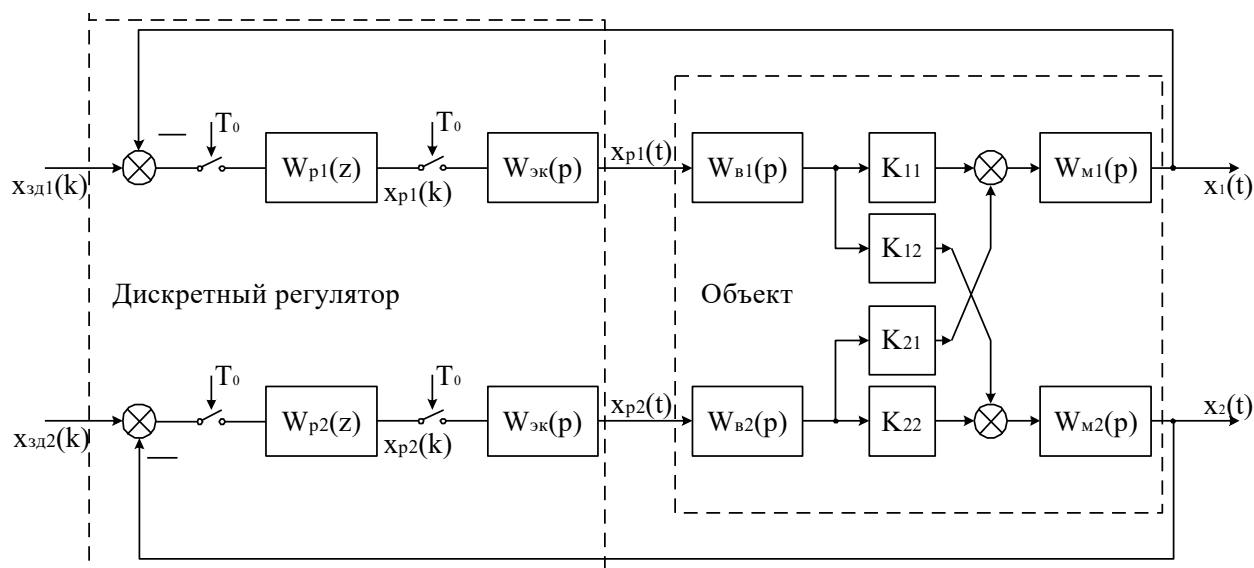 T₀
T₀
Wр1(z)
Wэк(p)
xр1(t)
Wв1(p)
K11
Wм1(p)
xзд1(k)
xр1(k)
x1(t)
K12
Дискретный регулятор
Объект
K21
T₀
T₀
Wр2(z)
Wэк(p)
xр2(t)
Wв2(p)
K22
Wм2(p)
x2(t)
xзд2(k)
xр2(k)